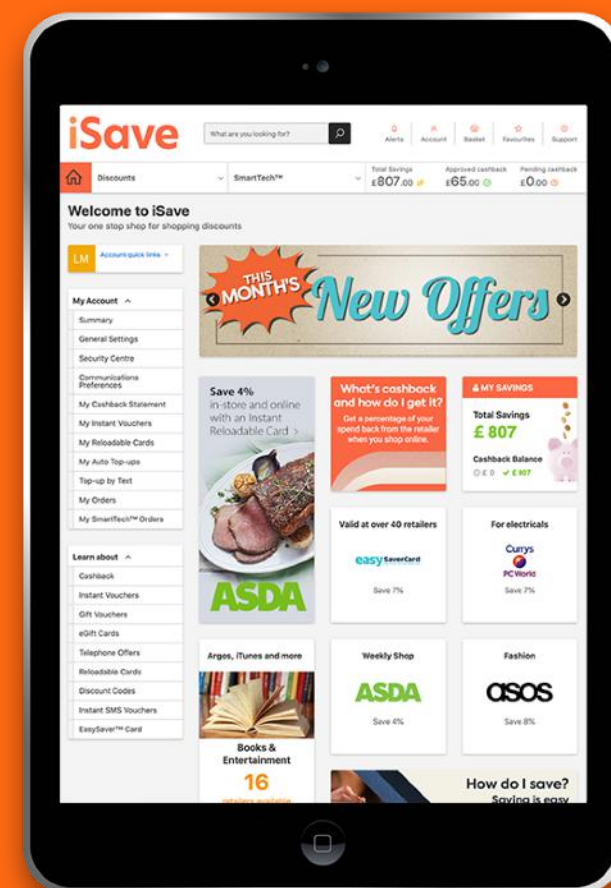 iSave
What are you looking for?
Alerts
Account
Basket
Favourites
Support
Discounts
SmartTech™
Total Savings
£807.00
Approved cashback
£65.00
Pending cashback
£0.00
Welcome to iSave
Your one stop shop for shopping discounts
LM
Account quick links
My Account
Summary
General Settings
Security Centre
Communications
Preferences
My Cashback Statement
My Instant Vouchers
My Reloadable Cards
My Auto Top-ups
Top-up by Text
My Orders
My SmartTech™ Orders
Learn about
Cashback
Instant Vouchers
Gift Vouchers
eGift Cards
Telephone Offers
Reloadable Cards
Discount Codes
Instant SMS Vouchers
EasySaver™ Card
THIS
MONTH'S
New Offers
Save 4%
in-store and online
with an Instant
Reloadable Card >
ASDA
What's cashback
and how do I get it?
Get a percentage of your
spend back from the retailer
when you shop online.
MY SAVINGS
Total Savings
£ 807
Cashback Balance
£ 0
£ 807
Valid at over 40 retailers
easy SaverCard
Save 7%
For electricals
Currys
PC World
Save 7%
Argos, iTunes and more
Books &
Entertainment
16
retailers available
Weekly Shop
ASDA
Save 4%
Fashion
asos
Save 8%
How do I save?
Saving is easy